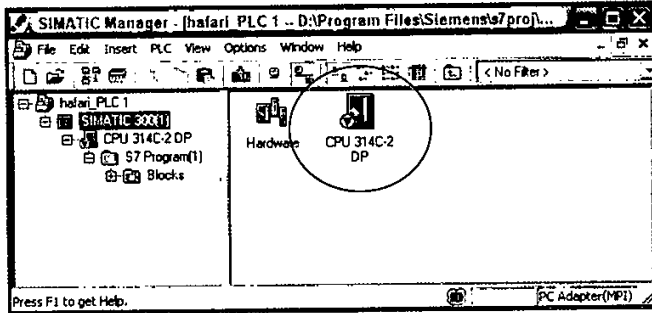 SIMATIC Manager - [hafari_PLC 1 -- D:\Program Files\Siemens\s7proj\...
File Edit Insert PLC View Options Window Help
< No Filter >
hafari_PLC 1
SIMATIC 300(1)
CPU 314C-2 DP
S7 Program(1)
Blocks
Hardware
CPU 314C-2
DP
Press F1 to get Help.
PC Adapter(MPI)